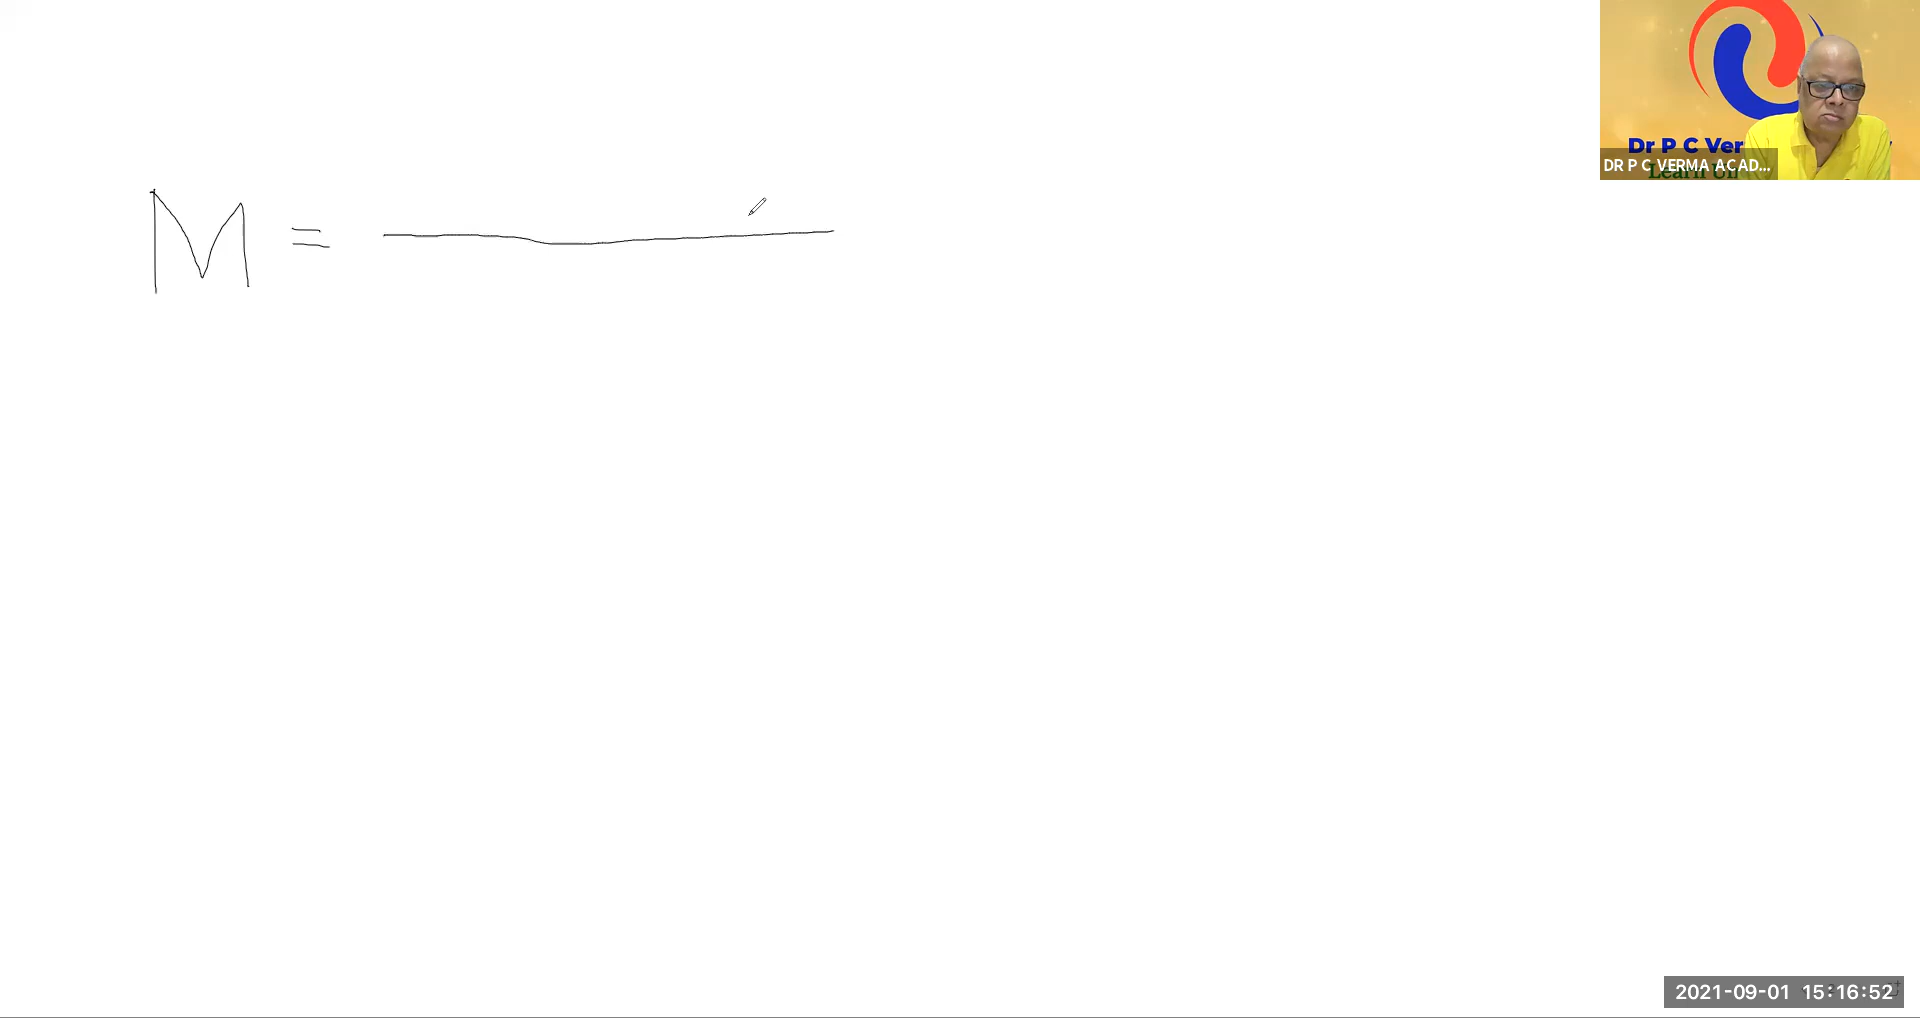 Dr P C Ver
DR P C VERMA ACAD...
M =
2021-09-01 15:16:52